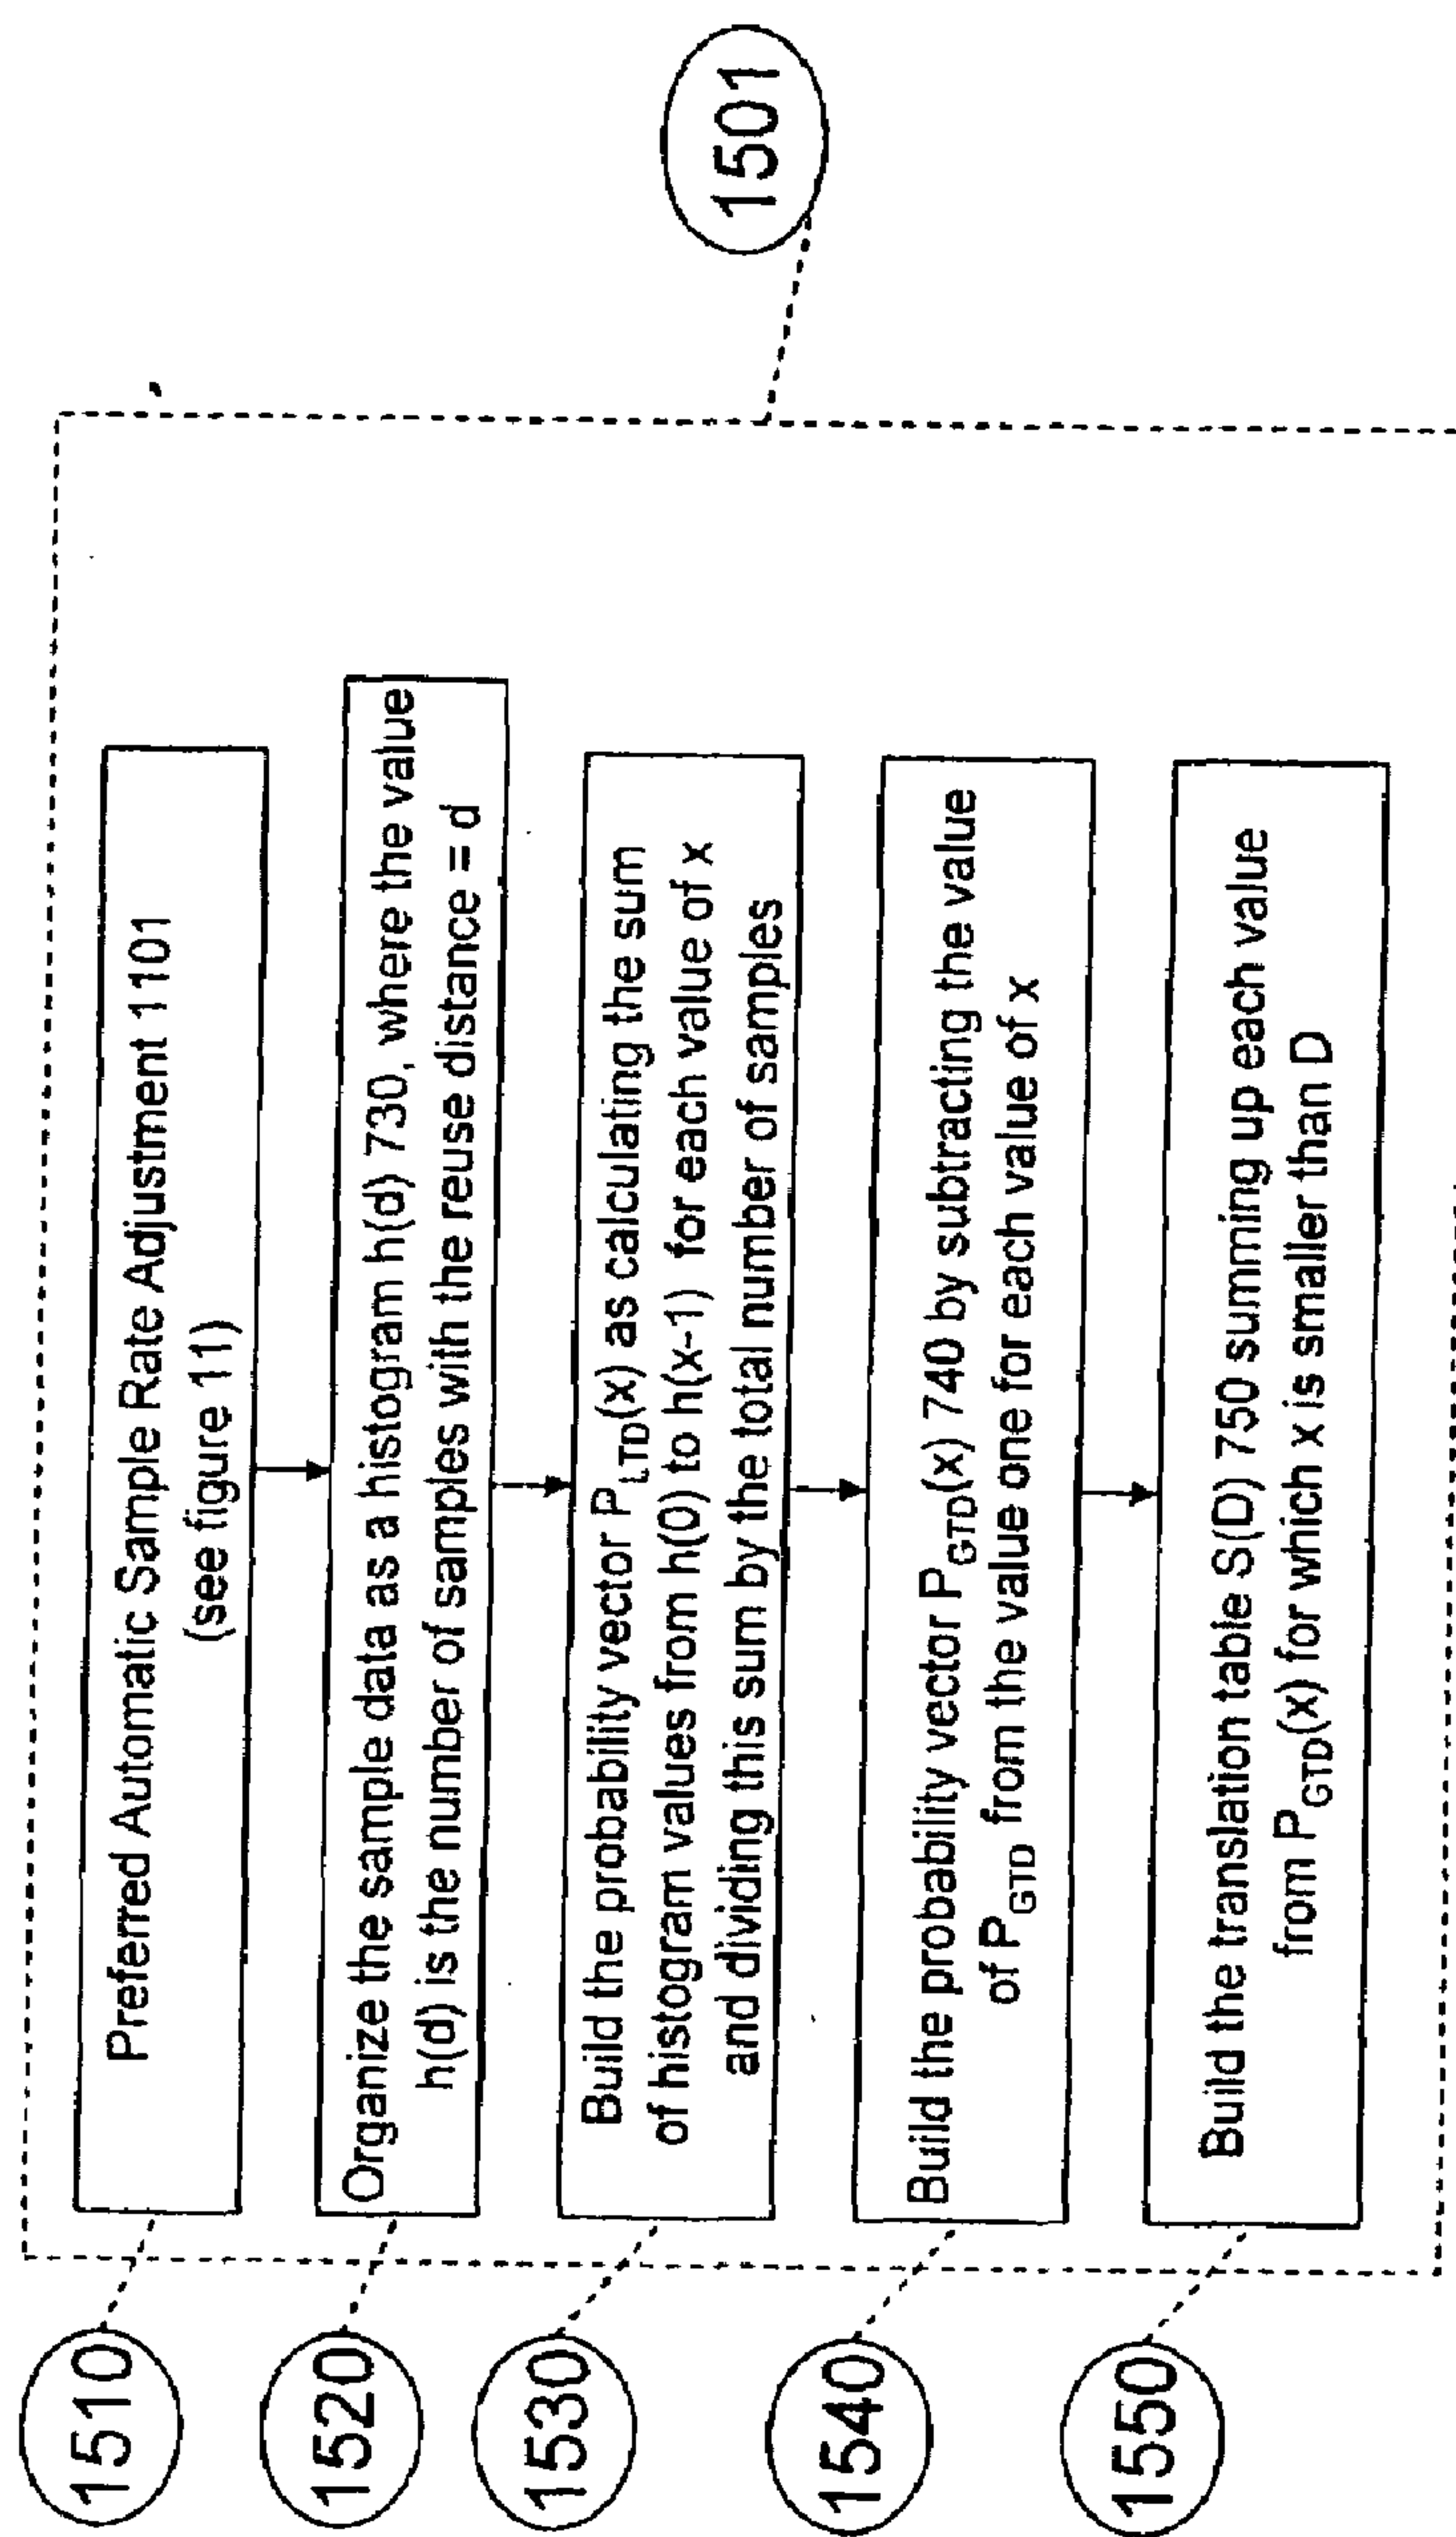 1510
Preferred Automatic Sample Rate Adjustment 1101
(see figure 11)
1520
Organize the sample data as a histogram h(d) 730, where the value
h(d) is the number of samples with the reuse distance = d
1530
Build the probability vector P_LTD(x) as calculating the sum
of histogram values from h(0) to h(x-1) for each value of x
and dividing this sum by the total number of samples
1540
Build the probability vector P_GTD(x) 740 by subtracting the value
of P_GTD from the value one for each value of x
1550
Build the translation table S(D) 750 summing up each value
from P_GTD(x) for which x is smaller than D
1501